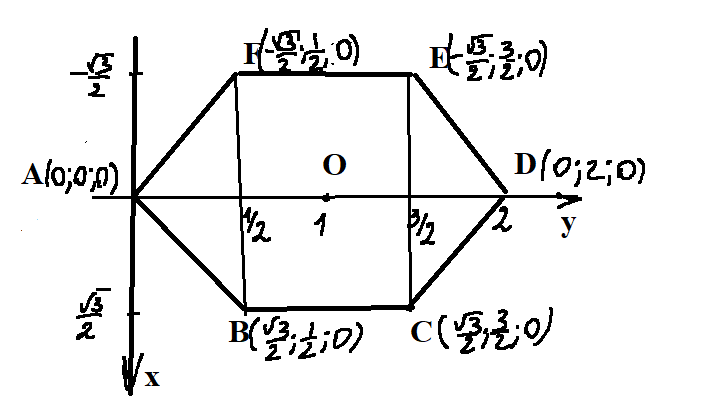 F(-√3/2; 1/2; 0) E(-√3/2; 3/2; 0)
-√3/2
A(0;0;0) O D(0;2;0)
1/2 1 3/2 2 y
√3/2
B(√3/2; 1/2; 0) C(√3/2; 3/2; 0)
x